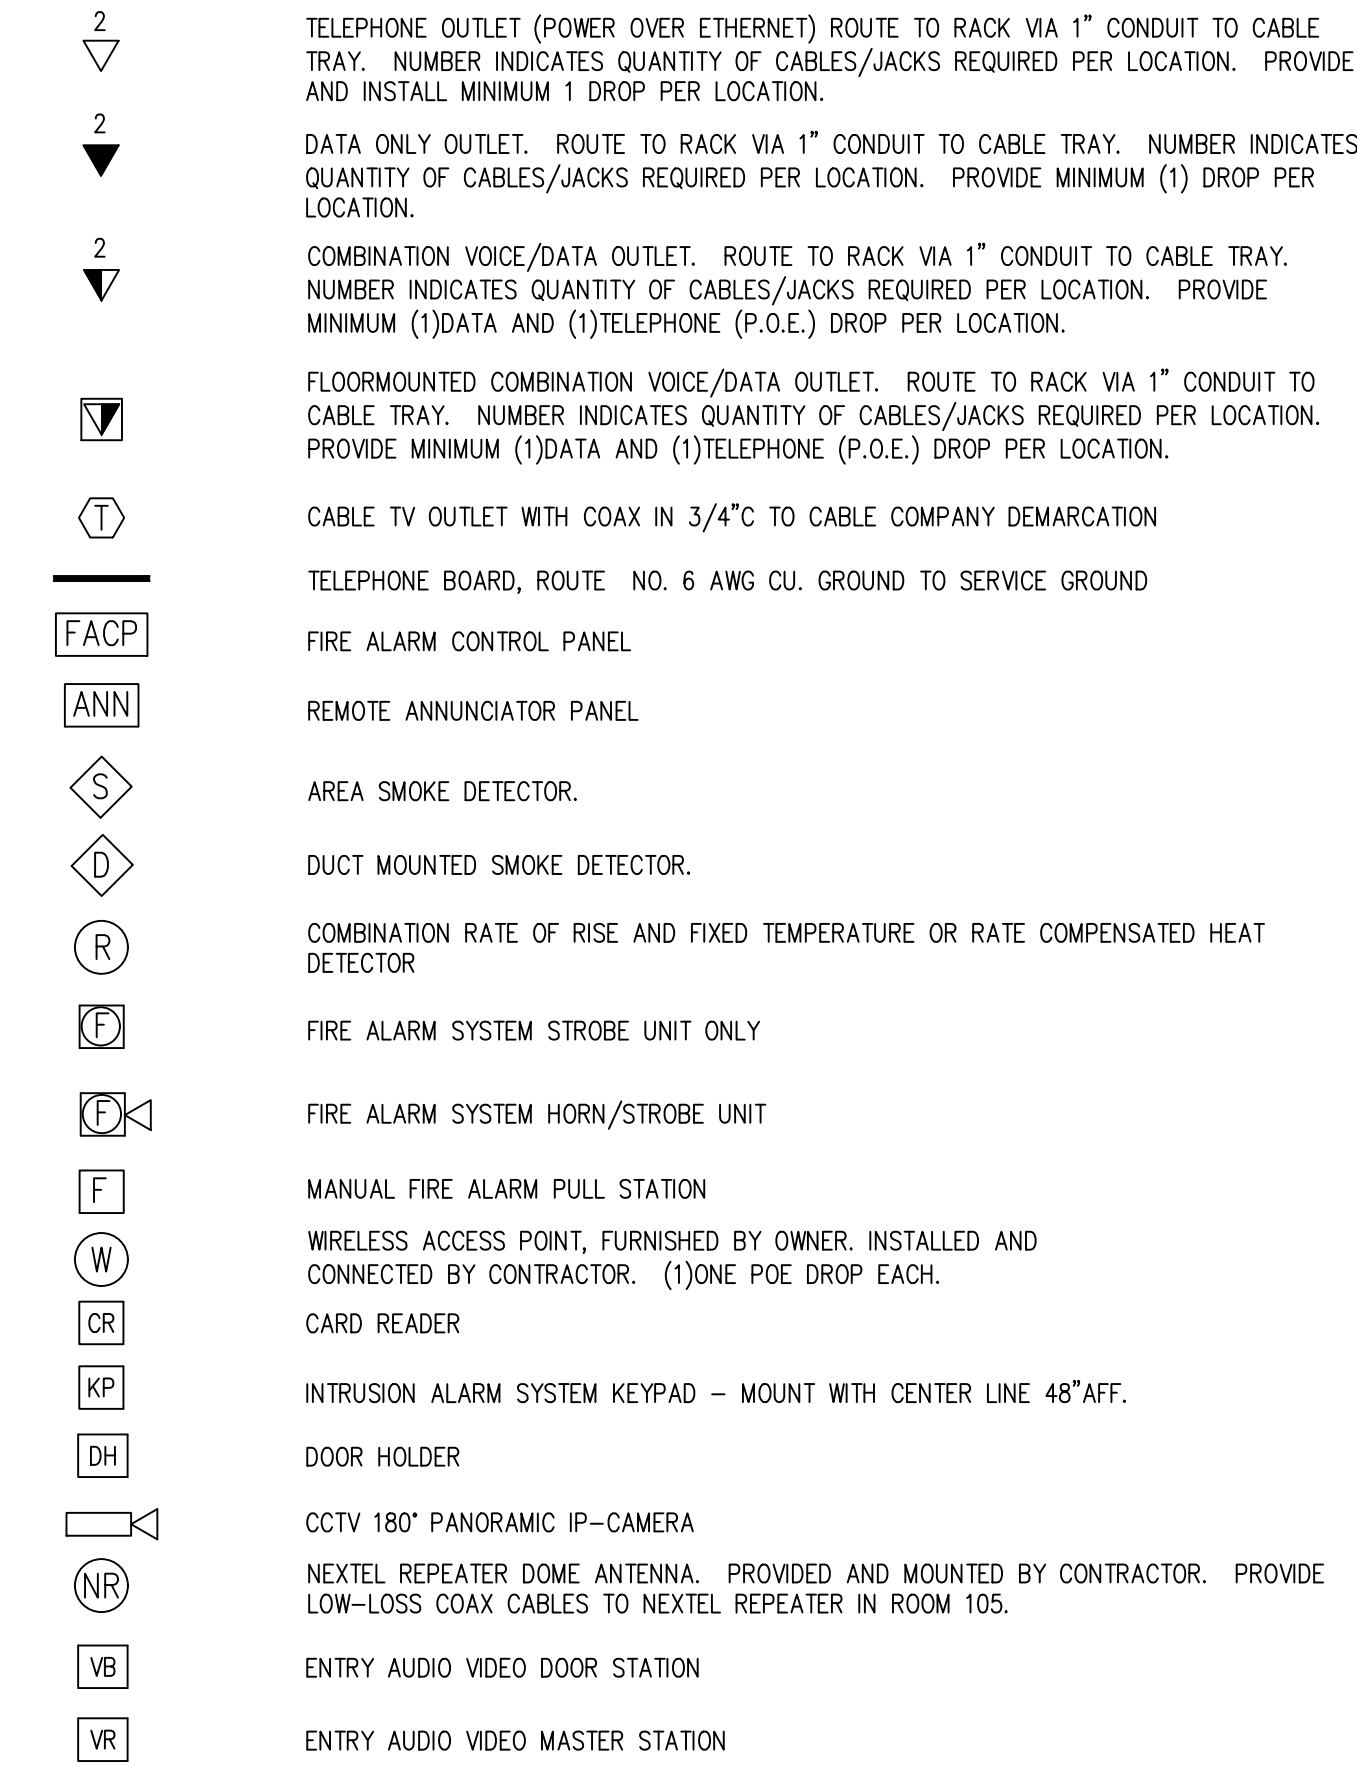 2
TELEPHONE OUTLET (POWER OVER ETHERNET) ROUTE TO RACK VIA 1" CONDUIT TO CABLE
TRAY. NUMBER INDICATES QUANTITY OF CABLES/JACKS REQUIRED PER LOCATION. PROVIDE
AND INSTALL MINIMUM 1 DROP PER LOCATION.
2
DATA ONLY OUTLET. ROUTE TO RACK VIA 1" CONDUIT TO CABLE TRAY. NUMBER INDICATES
QUANTITY OF CABLES/JACKS REQUIRED PER LOCATION. PROVIDE MINIMUM (1) DROP PER
LOCATION.
2
COMBINATION VOICE/DATA OUTLET. ROUTE TO RACK VIA 1" CONDUIT TO CABLE TRAY.
NUMBER INDICATES QUANTITY OF CABLES/JACKS REQUIRED PER LOCATION. PROVIDE
MINIMUM (1)DATA AND (1)TELEPHONE (P.O.E.) DROP PER LOCATION.
FLOORMOUNTED COMBINATION VOICE/DATA OUTLET. ROUTE TO RACK VIA 1" CONDUIT TO
CABLE TRAY. NUMBER INDICATES QUANTITY OF CABLES/JACKS REQUIRED PER LOCATION.
PROVIDE MINIMUM (1)DATA AND (1)TELEPHONE (P.O.E.) DROP PER LOCATION.
T CABLE TV OUTLET WITH COAX IN 3/4"C TO CABLE COMPANY DEMARCATION
TELEPHONE BOARD, ROUTE NO. 6 AWG CU. GROUND TO SERVICE GROUND
FACP FIRE ALARM CONTROL PANEL
ANN REMOTE ANNUNCIATOR PANEL
S AREA SMOKE DETECTOR.
D DUCT MOUNTED SMOKE DETECTOR.
R COMBINATION RATE OF RISE AND FIXED TEMPERATURE OR RATE COMPENSATED HEAT
DETECTOR
F FIRE ALARM SYSTEM STROBE UNIT ONLY
F FIRE ALARM SYSTEM HORN/STROBE UNIT
F MANUAL FIRE ALARM PULL STATION
W WIRELESS ACCESS POINT, FURNISHED BY OWNER. INSTALLED AND
CONNECTED BY CONTRACTOR. (1)ONE POE DROP EACH.
CR CARD READER
KP INTRUSION ALARM SYSTEM KEYPAD – MOUNT WITH CENTER LINE 48"AFF.
DH DOOR HOLDER
CCTV 180° PANORAMIC IP–CAMERA
NR NEXTEL REPEATER DOME ANTENNA. PROVIDED AND MOUNTED BY CONTRACTOR. PROVIDE
LOW–LOSS COAX CABLES TO NEXTEL REPEATER IN ROOM 105.
VB ENTRY AUDIO VIDEO DOOR STATION
VR ENTRY AUDIO VIDEO MASTER STATION